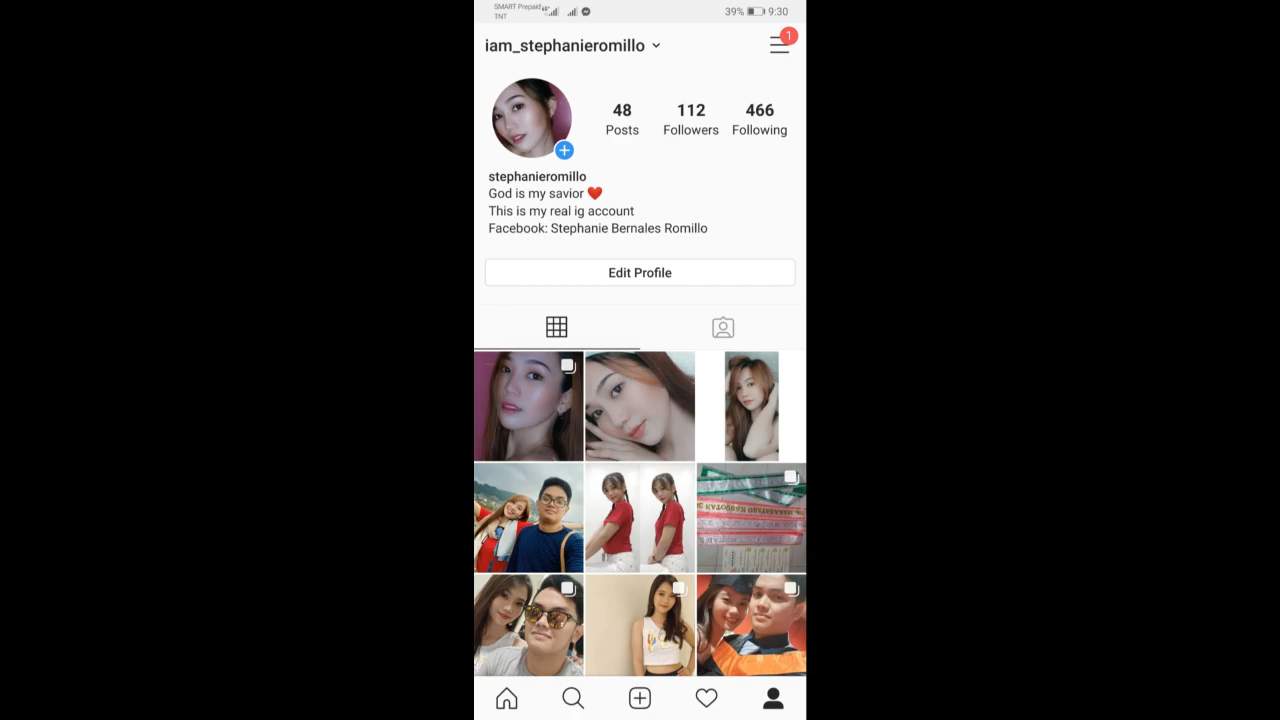 SMART Prepaid
TNT
39% 9:30
iam_stephanieromillo
1
48 112 466
Posts Followers Following
stephanieromillo
God is my savior ❤️
This is my real ig account
Facebook: Stephanie Bernales Romillo
Edit Profile